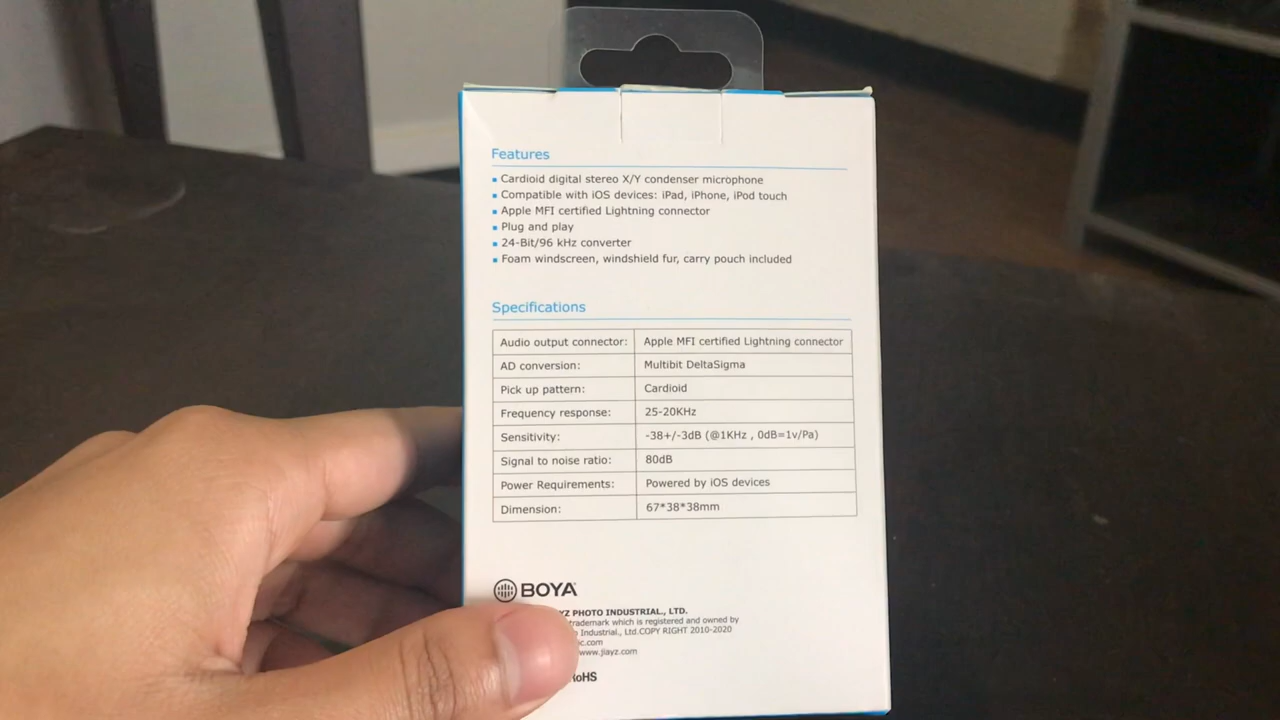 Features
Cardioid digital stereo X/Y condenser microphone
Compatible with iOS devices: iPad, iPhone, iPod touch
Apple MFI certified Lightning connector
Plug and play
24-Bit/96 kHz converter
Foam windscreen, windshield fur, carry pouch included
Specifications
Audio output connector: Apple MFI certified Lightning connector
AD conversion: Multibit DeltaSigma
Pick up pattern: Cardioid
Frequency response: 25-20KHz
Sensitivity: -38+/-3dB (@1KHz , 0dB=1v/Pa)
Signal to noise ratio: 80dB
Power Requirements: Powered by iOS devices
Dimension: 67*38*38mm
BOYA
PHOTO INDUSTRIAL., LTD.
trademark which is registered and owned by
Industrial., Ltd.COPY RIGHT 2010-2020
www.jiayz.com
RoHS